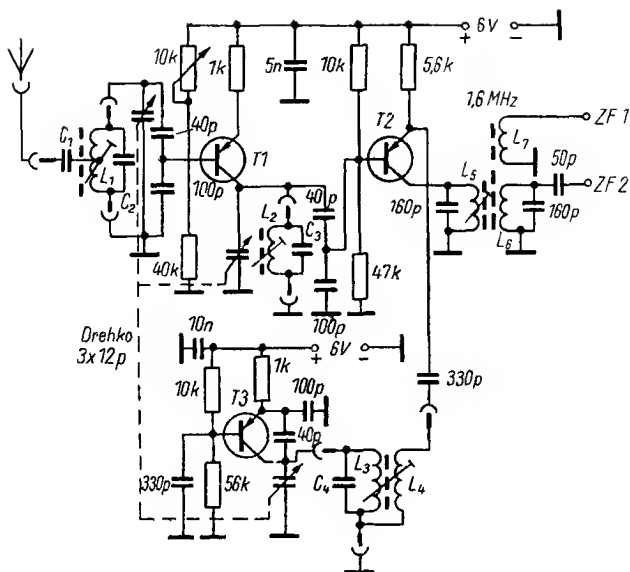 6V
+ −
10k
1k
5n
10k
5,6k
T2
1,6 MHz
C1
40p
T1
L7
ZF 1
L1
C2
100p
L2
C3
40p
160p
L5
50p
ZF 2
L6
160p
40k
100p
47k
Drehko
3x12p
10n
6V
+ −
1k
10k
T3
100p
40p
330p
330p
56k
C4
L3
L4